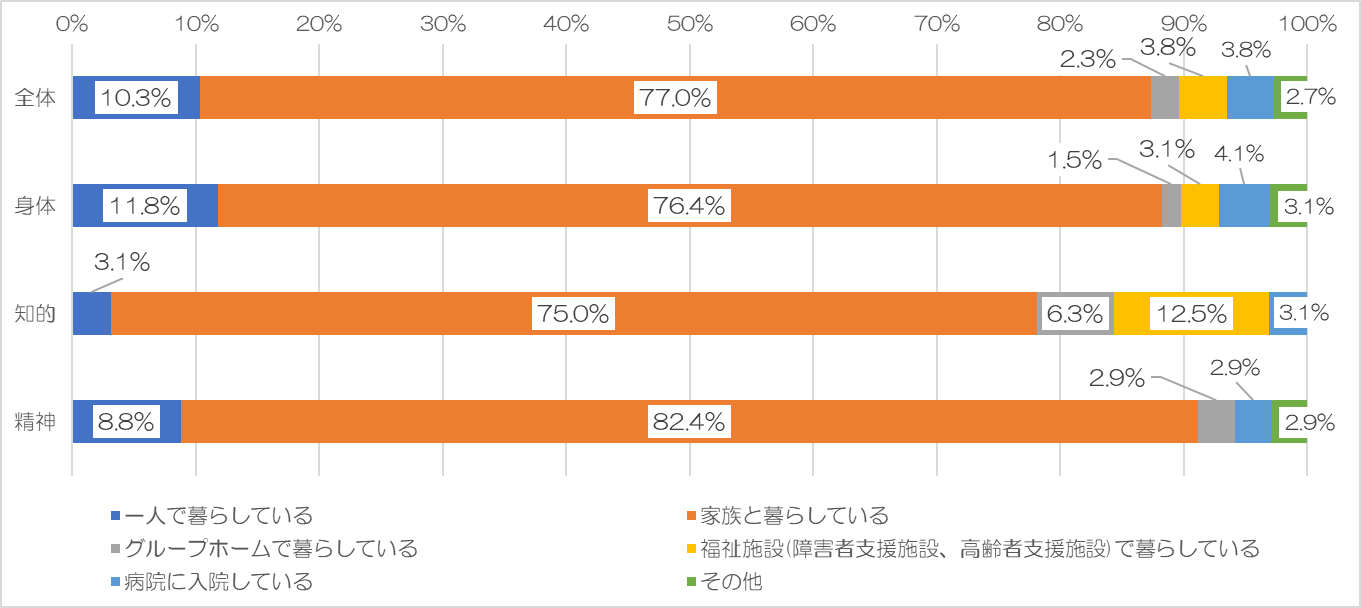 0% 10% 20% 30% 40% 50% 60% 70% 80% 90% 100%
2.3% 3.8% 3.8%
全体 10.3% 77.0% 2.7%
1.5% 3.1% 4.1%
身体 11.8% 76.4% 3.1%
3.1%
知的 75.0% 6.3% 12.5% 3.1%
2.9% 2.9%
精神 8.8% 82.4% 2.9%
一人で暮らしている 家族と暮らしている
グループホームで暮らしている 福祉施設(障害者支援施設、高齢者支援施設)で暮らしている
病院に入院している その他